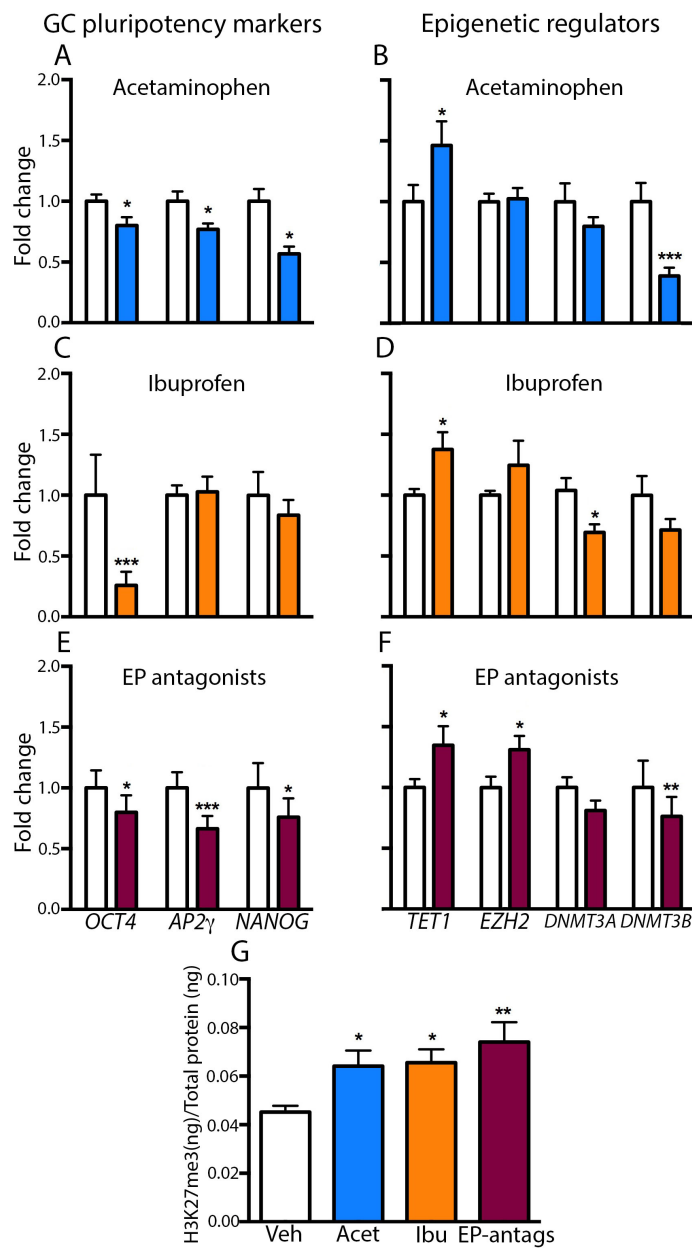 GC pluripotency markers
Epigenetic regulators
A
Acetaminophen
Fold change
2.0
1.5
1.0
0.5
0.0
*
*
*
B
Acetaminophen
*
***
C
Ibuprofen
Fold change
2.0
1.5
1.0
0.5
0.0
***
D
Ibuprofen
*
*
E
EP antagonists
Fold change
2.0
1.5
1.0
0.5
0.0
*
***
*
OCT4 AP2γ NANOG
F
EP antagonists
*
*
**
TET1 EZH2 DNMT3A DNMT3B
G
H3K27me3(ng)/Total protein (ng)
0.10
0.08
0.06
0.04
0.02
0.00
*
*
**
Veh Acet Ibu EP-antags